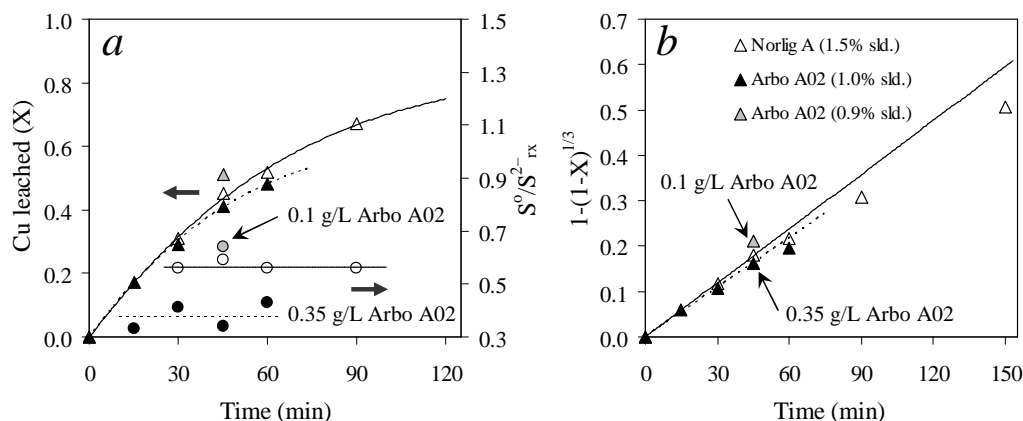 a
Cu leached (X)
1.0
0.8
0.6
0.4
0.2
0.0
0
30
60
90
120
Time (min)
1.5
1.3
1.1
0.9
0.7
0.5
0.3
S°/S²⁻rx
0.1 g/L Arbo A02
0.35 g/L Arbo A02
b
1-((1-X)^1/3
0.7
0.6
0.5
0.4
0.3
0.2
0.1
0.0
0
30
60
90
120
150
Time (min)
Norlig A (1.5% sld.)
Arbo A02 (1.0% sld.)
Arbo A02 (0.9% sld.)
0.1 g/L Arbo A02
0.35 g/L Arbo A02